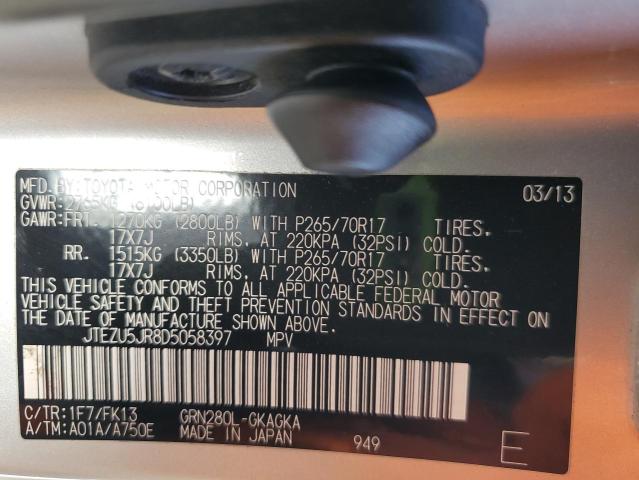 MFD. BY: TOYOTA MOTOR CORPORATION 03/13
GVWR: 2765KG (6100LB)
GAWR: FRT. 1270KG (2800LB) WITH P265/70R17 TIRES,
17X7J RIMS, AT 220KPA (32PSI) COLD.
RR. 1515KG (3350LB) WITH P265/70R17 TIRES,
17X7J RIMS, AT 220KPA (32PSI) COLD.
THIS VEHICLE CONFORMS TO ALL APPLICABLE FEDERAL MOTOR
VEHICLE SAFETY AND THEFT PREVENTION STANDARDS IN EFFECT ON
THE DATE OF MANUFACTURE SHOWN ABOVE.
JTEZU5JR8D5058397 MPV
C/TR: 1F7/FK13 GRN280L-GKAGKA
A/TM: A01A/A750E MADE IN JAPAN 949 E